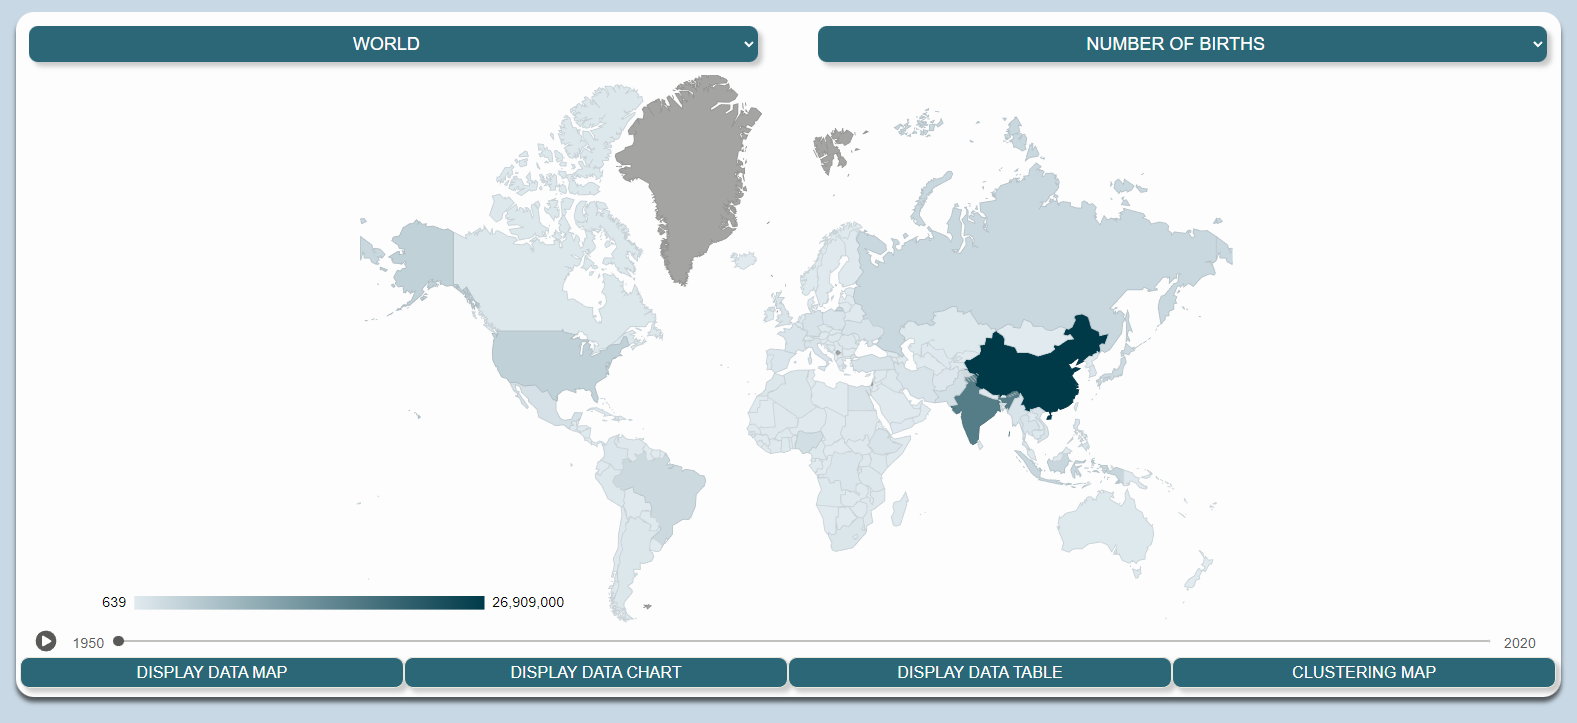 WORLD
NUMBER OF BIRTHS
639
26,909,000
1950
2020
DISPLAY DATA MAP
DISPLAY DATA CHART
DISPLAY DATA TABLE
CLUSTERING MAP